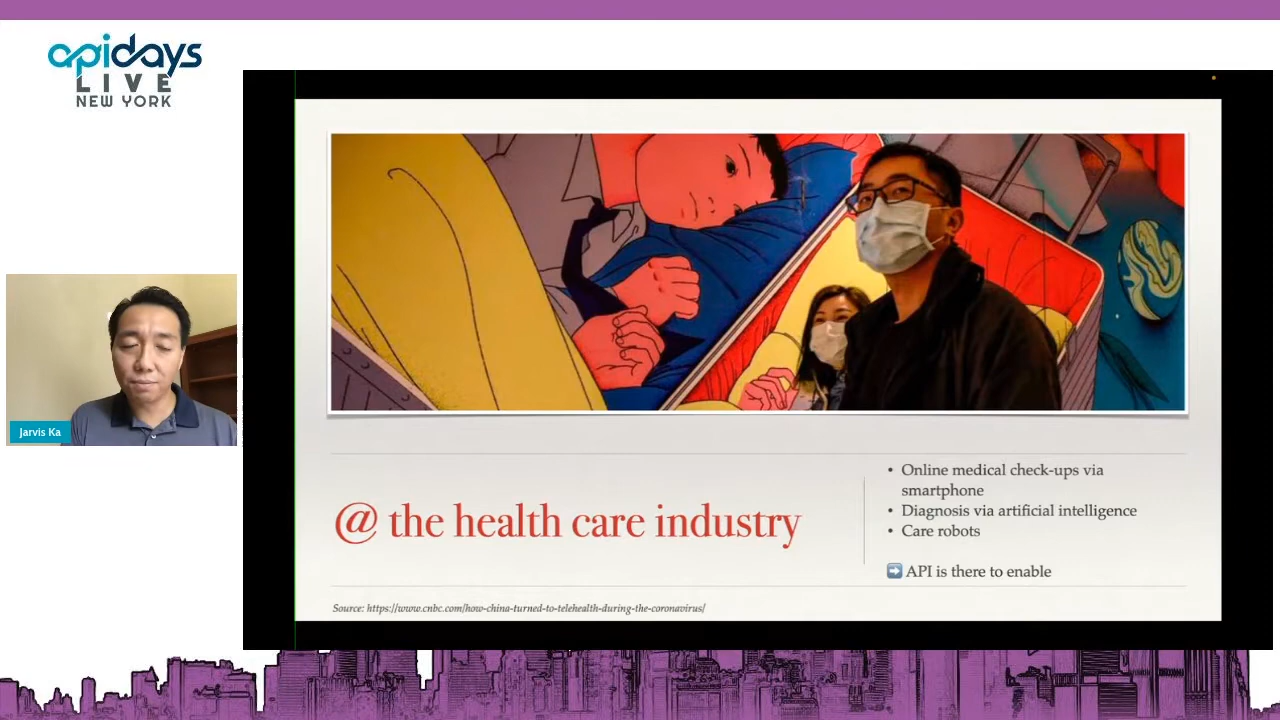 apidays
LIVE
NEW YORK
Jarvis Ka
@ the health care industry
• Online medical check-ups via
smartphone
• Diagnosis via artificial intelligence
• Care robots
➡ API is there to enable
Source: https://www.cnbc.com/how-china-turned-to-telehealth-during-the-coronavirus/